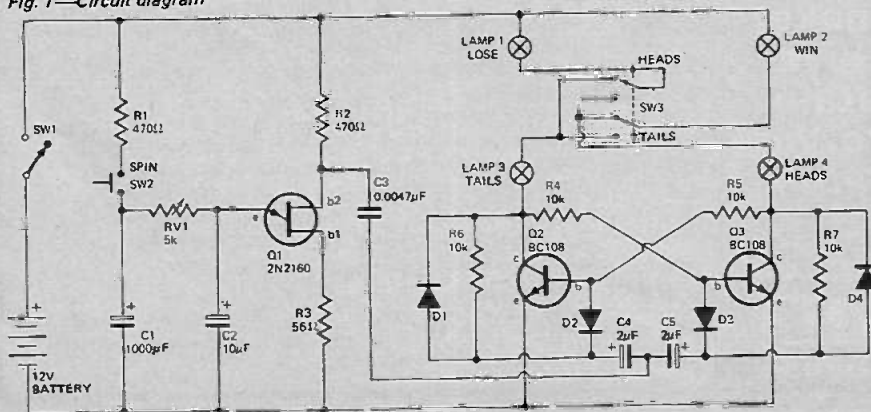 Fig. 1—Circuit diagram
LAMP 1
LOSE
LAMP 2
WIN
HEADS
SW3
TAILS
SW1
R1
470Ω
R2
470Ω
SPIN
SW2
RV1
5k
e
b2
b1
Q1
2N2160
C3
0.0047µF
R3
56Ω
C1
1000µF
C2
10µF
12V
BATTERY
+
+
+
LAMP 3
TAILS
LAMP 4
HEADS
R4
10k
R5
10k
R6
10k
Q2
BC108
Q3
BC108
R7
10k
c
b
e
c
b
e
D1
D2
C4
2µF
C5
2µF
D3
D4
+
+